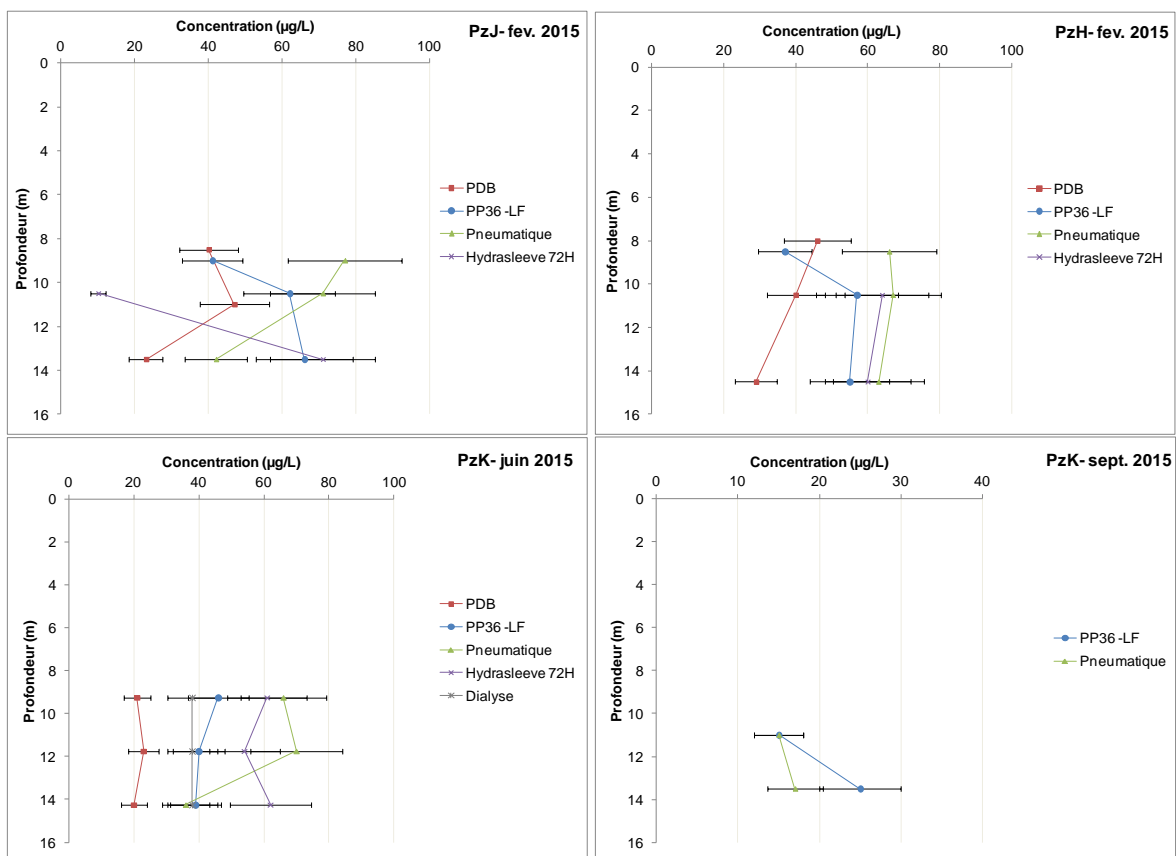 Concentration (µg/L)
PzJ- fev. 2015
0 20 40 60 80 100
Profondeur (m)
0
2
4
6
8
10
12
14
16
PDB
PP36 -LF
Pneumatique
Hydrasleeve 72H
Concentration (µg/L)
PzH- fev. 2015
0 20 40 60 80 100
Profondeur (m)
0
2
4
6
8
10
12
14
16
PDB
PP36 -LF
Pneumatique
Hydrasleeve 72H
Concentration (µg/L)
PzK- juin 2015
0 20 40 60 80 100
Profondeur (m)
0
2
4
6
8
10
12
14
16
PDB
PP36 -LF
Pneumatique
Hydrasleeve 72H
Dialyse
Concentration (µg/L)
PzK- sept. 2015
0 10 20 30 40
Profondeur (m)
0
2
4
6
8
10
12
14
16
PP36 -LF
Pneumatique